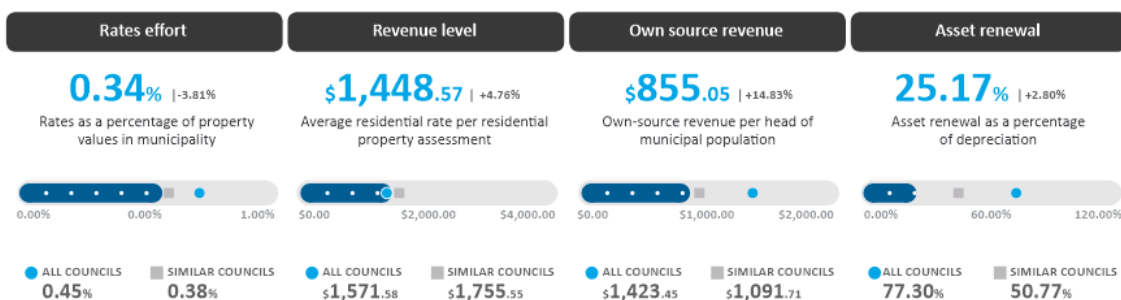 Rates effort
0.34% | -3.81%
Rates as a percentage of property
values in municipality
0.00% 0.00% 1.00%
ALL COUNCILS SIMILAR COUNCILS
0.45% 0.38%
Revenue level
$1,448.57 | +4.76%
Average residential rate per residential
property assessment
$0.00 $2,000.00 $4,000.00
ALL COUNCILS SIMILAR COUNCILS
$1,571.58 $1,755.55
Own source revenue
$855.05 | +14.83%
Own-source revenue per head of
municipal population
$0.00 $1,000.00 $2,000.00
ALL COUNCILS SIMILAR COUNCILS
$1,423.45 $1,091.71
Asset renewal
25.17% | +2.80%
Asset renewal as a percentage
of depreciation
0.00% 60.00% 120.00%
ALL COUNCILS SIMILAR COUNCILS
77.30% 50.77%